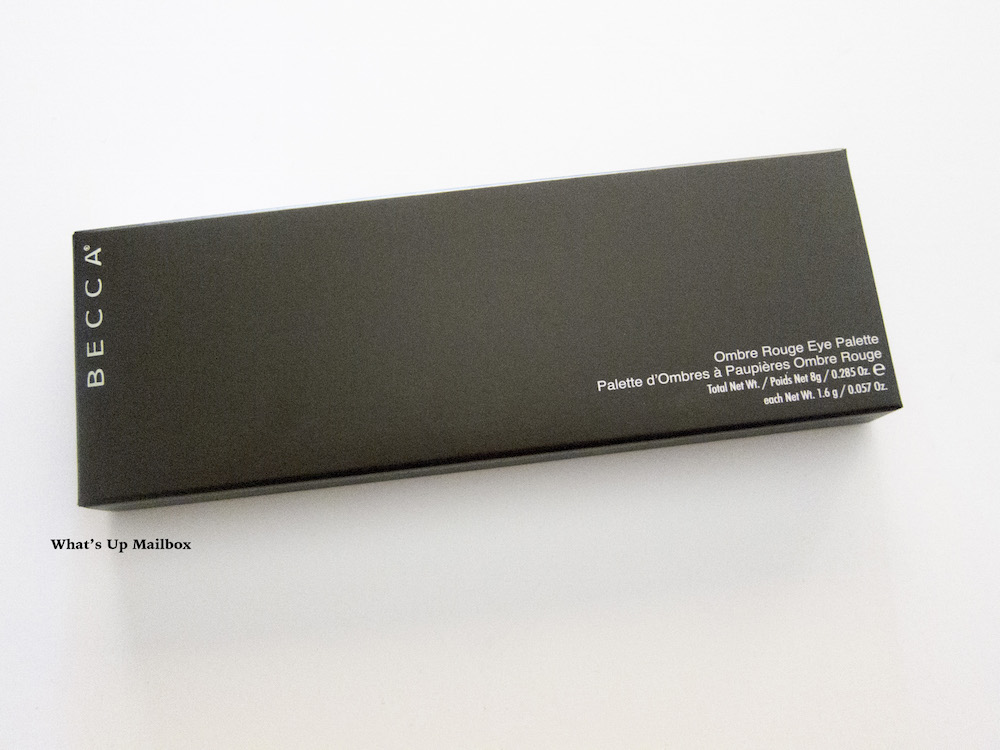 BECCA®
Ombre Rouge Eye Palette
Palette d'Ombres à Paupières Ombre Rouge
Total Net Wt. / Poids Net 8g / 0.285 Oz. ℮
each Net Wt. 1.6 g / 0.057 Oz.
What's Up Mailbox